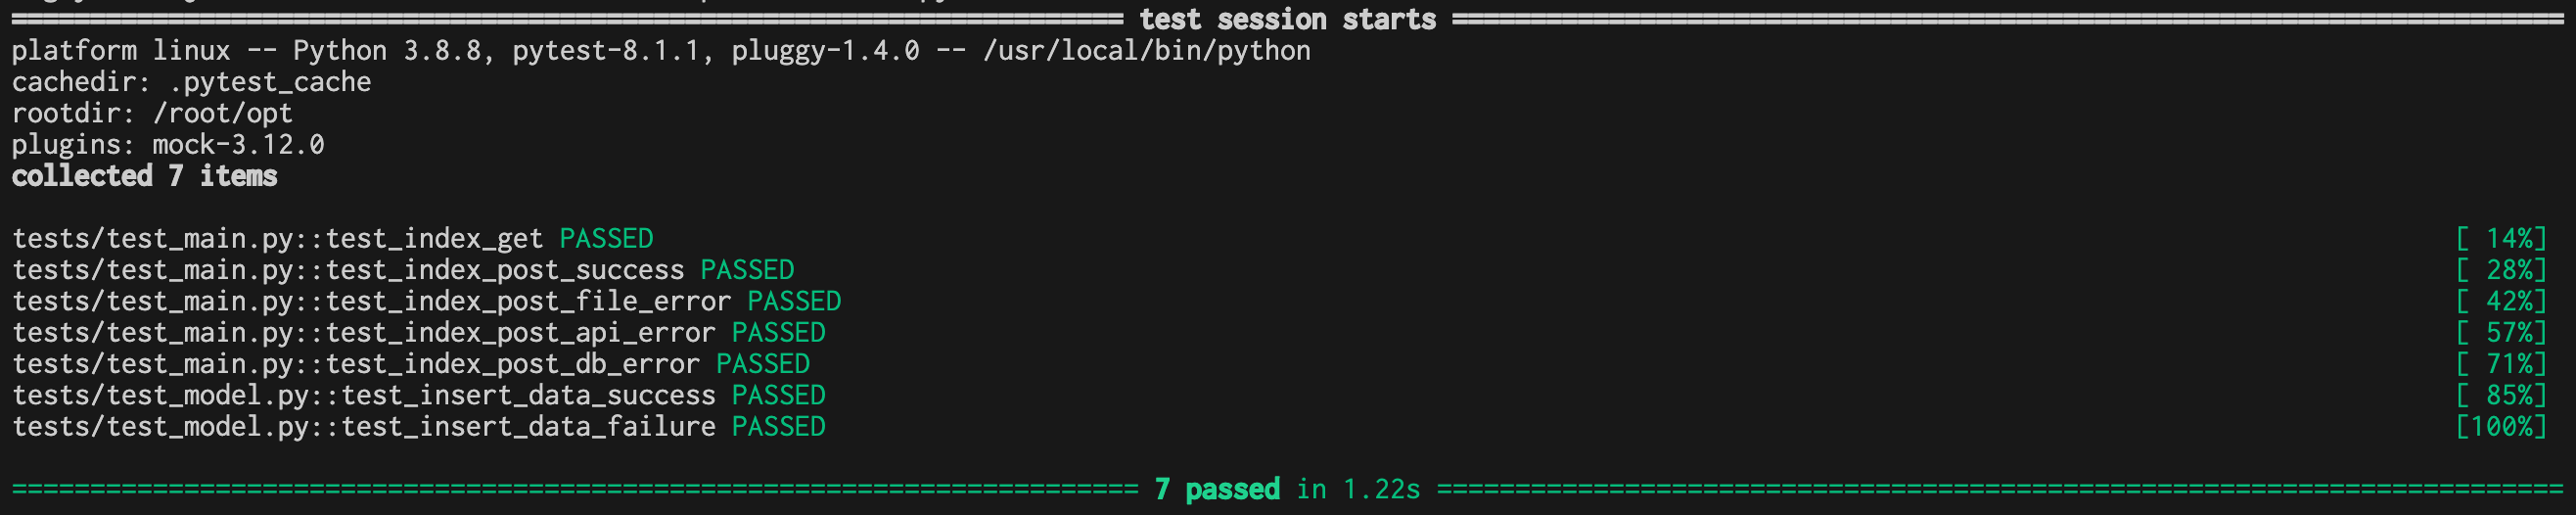 test session starts
platform linux -- Python 3.8.8, pytest-8.1.1, pluggy-1.4.0 -- /usr/local/bin/python
cachedir: .pytest_cache
rootdir: /root/opt
plugins: mock-3.12.0
collected 7 items
tests/test_main.py::test_index_get PASSED [ 14%]
tests/test_main.py::test_index_post_success PASSED [ 28%]
tests/test_main.py::test_index_post_file_error PASSED [ 42%]
tests/test_main.py::test_index_post_api_error PASSED [ 57%]
tests/test_main.py::test_index_post_db_error PASSED [ 71%]
tests/test_model.py::test_insert_data_success PASSED [ 85%]
tests/test_model.py::test_insert_data_failure PASSED [100%]
7 passed in 1.22s